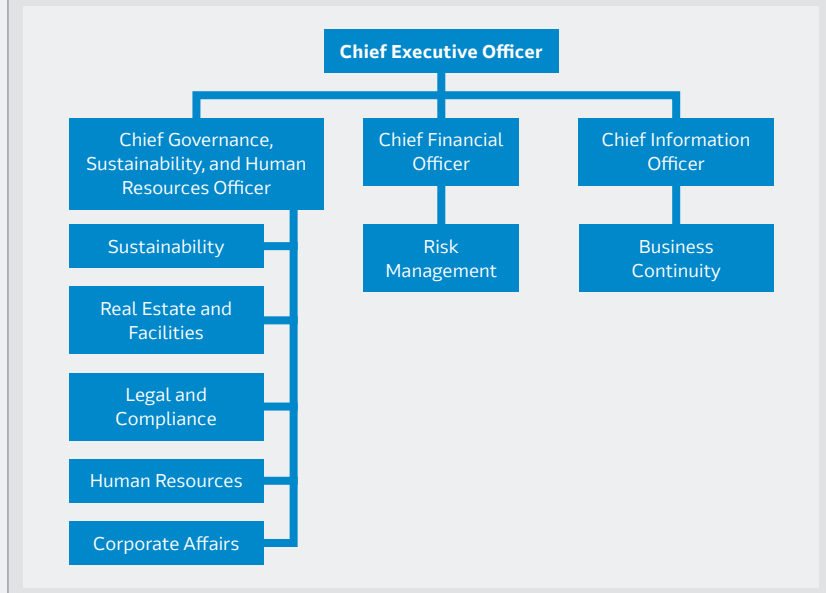 Chief Executive Officer
Chief Governance,
Sustainability, and Human
Resources Officer
Chief Financial
Officer
Chief Information
Officer
Sustainability
Real Estate and
Facilities
Legal and
Compliance
Human Resources
Corporate Affairs
Risk
Management
Business
Continuity